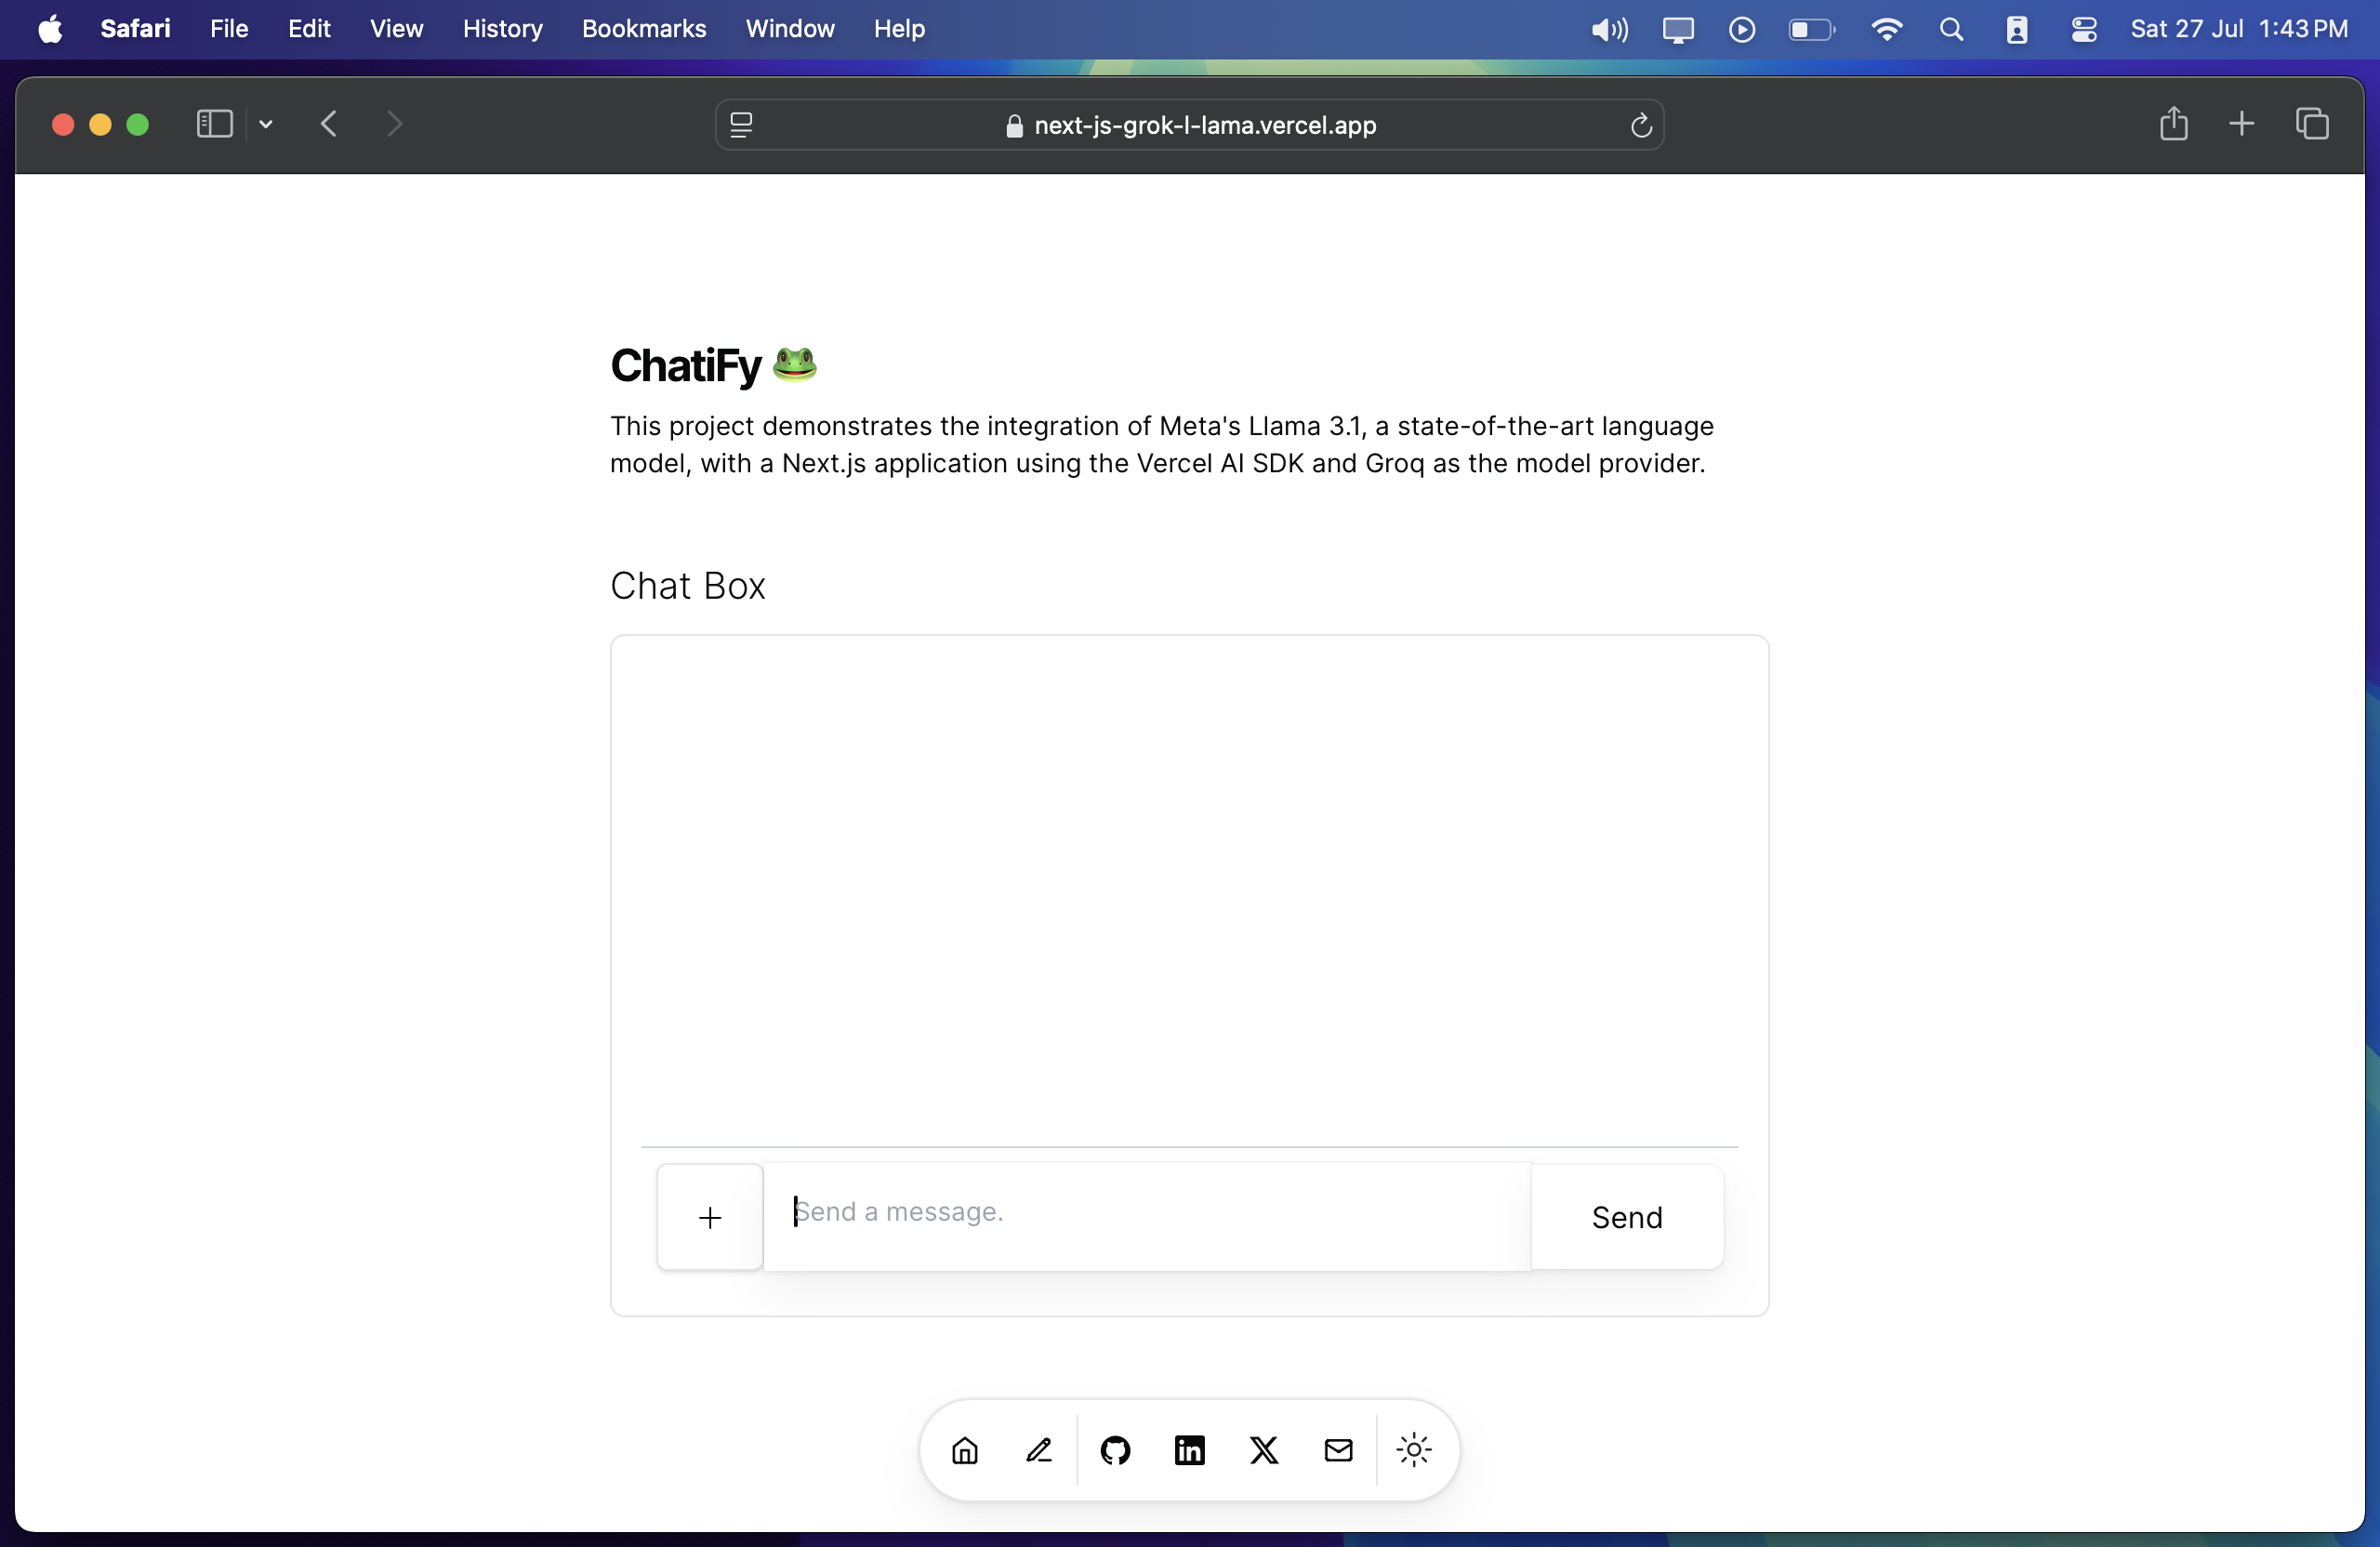 Safari File Edit View History Bookmarks Window Help Sat 27 Jul 1:43 PM
next-js-grok-l-lama.vercel.app
ChatiFy 🐸
This project demonstrates the integration of Meta's Llama 3.1, a state-of-the-art language
model, with a Next.js application using the Vercel AI SDK and Groq as the model provider.
Chat Box
+ Send a message. Send